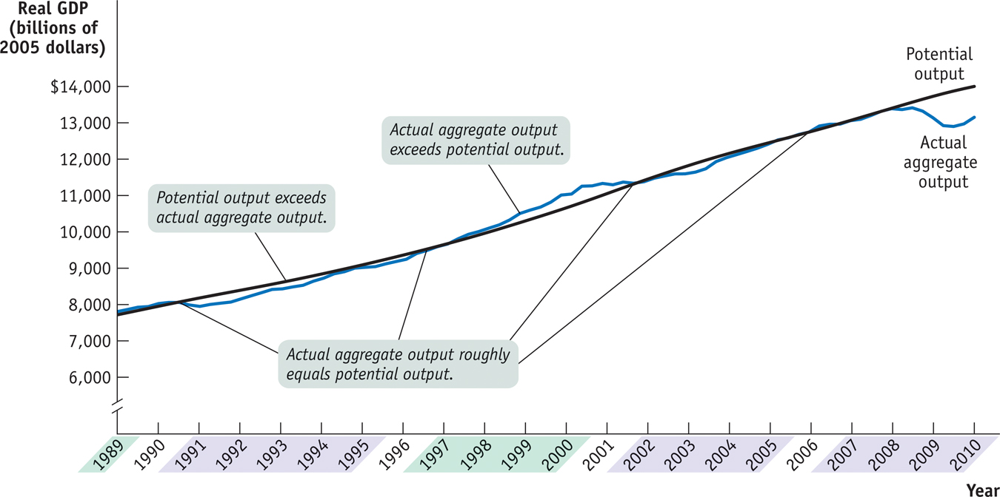 Real GDP
(billions of
2005 dollars)
$14,000
13,000
12,000
11,000
10,000
9,000
8,000
7,000
6,000
Potential
output
Actual
aggregate
output
Actual aggregate output
exceeds potential output.
Potential output exceeds
actual aggregate output.
Actual aggregate output roughly
equals potential output.
1989
1990
1991
1992
1993
1994
1995
1996
1997
1998
1999
2000
2001
2002
2003
2004
2005
2006
2007
2008
2009
2010
Year